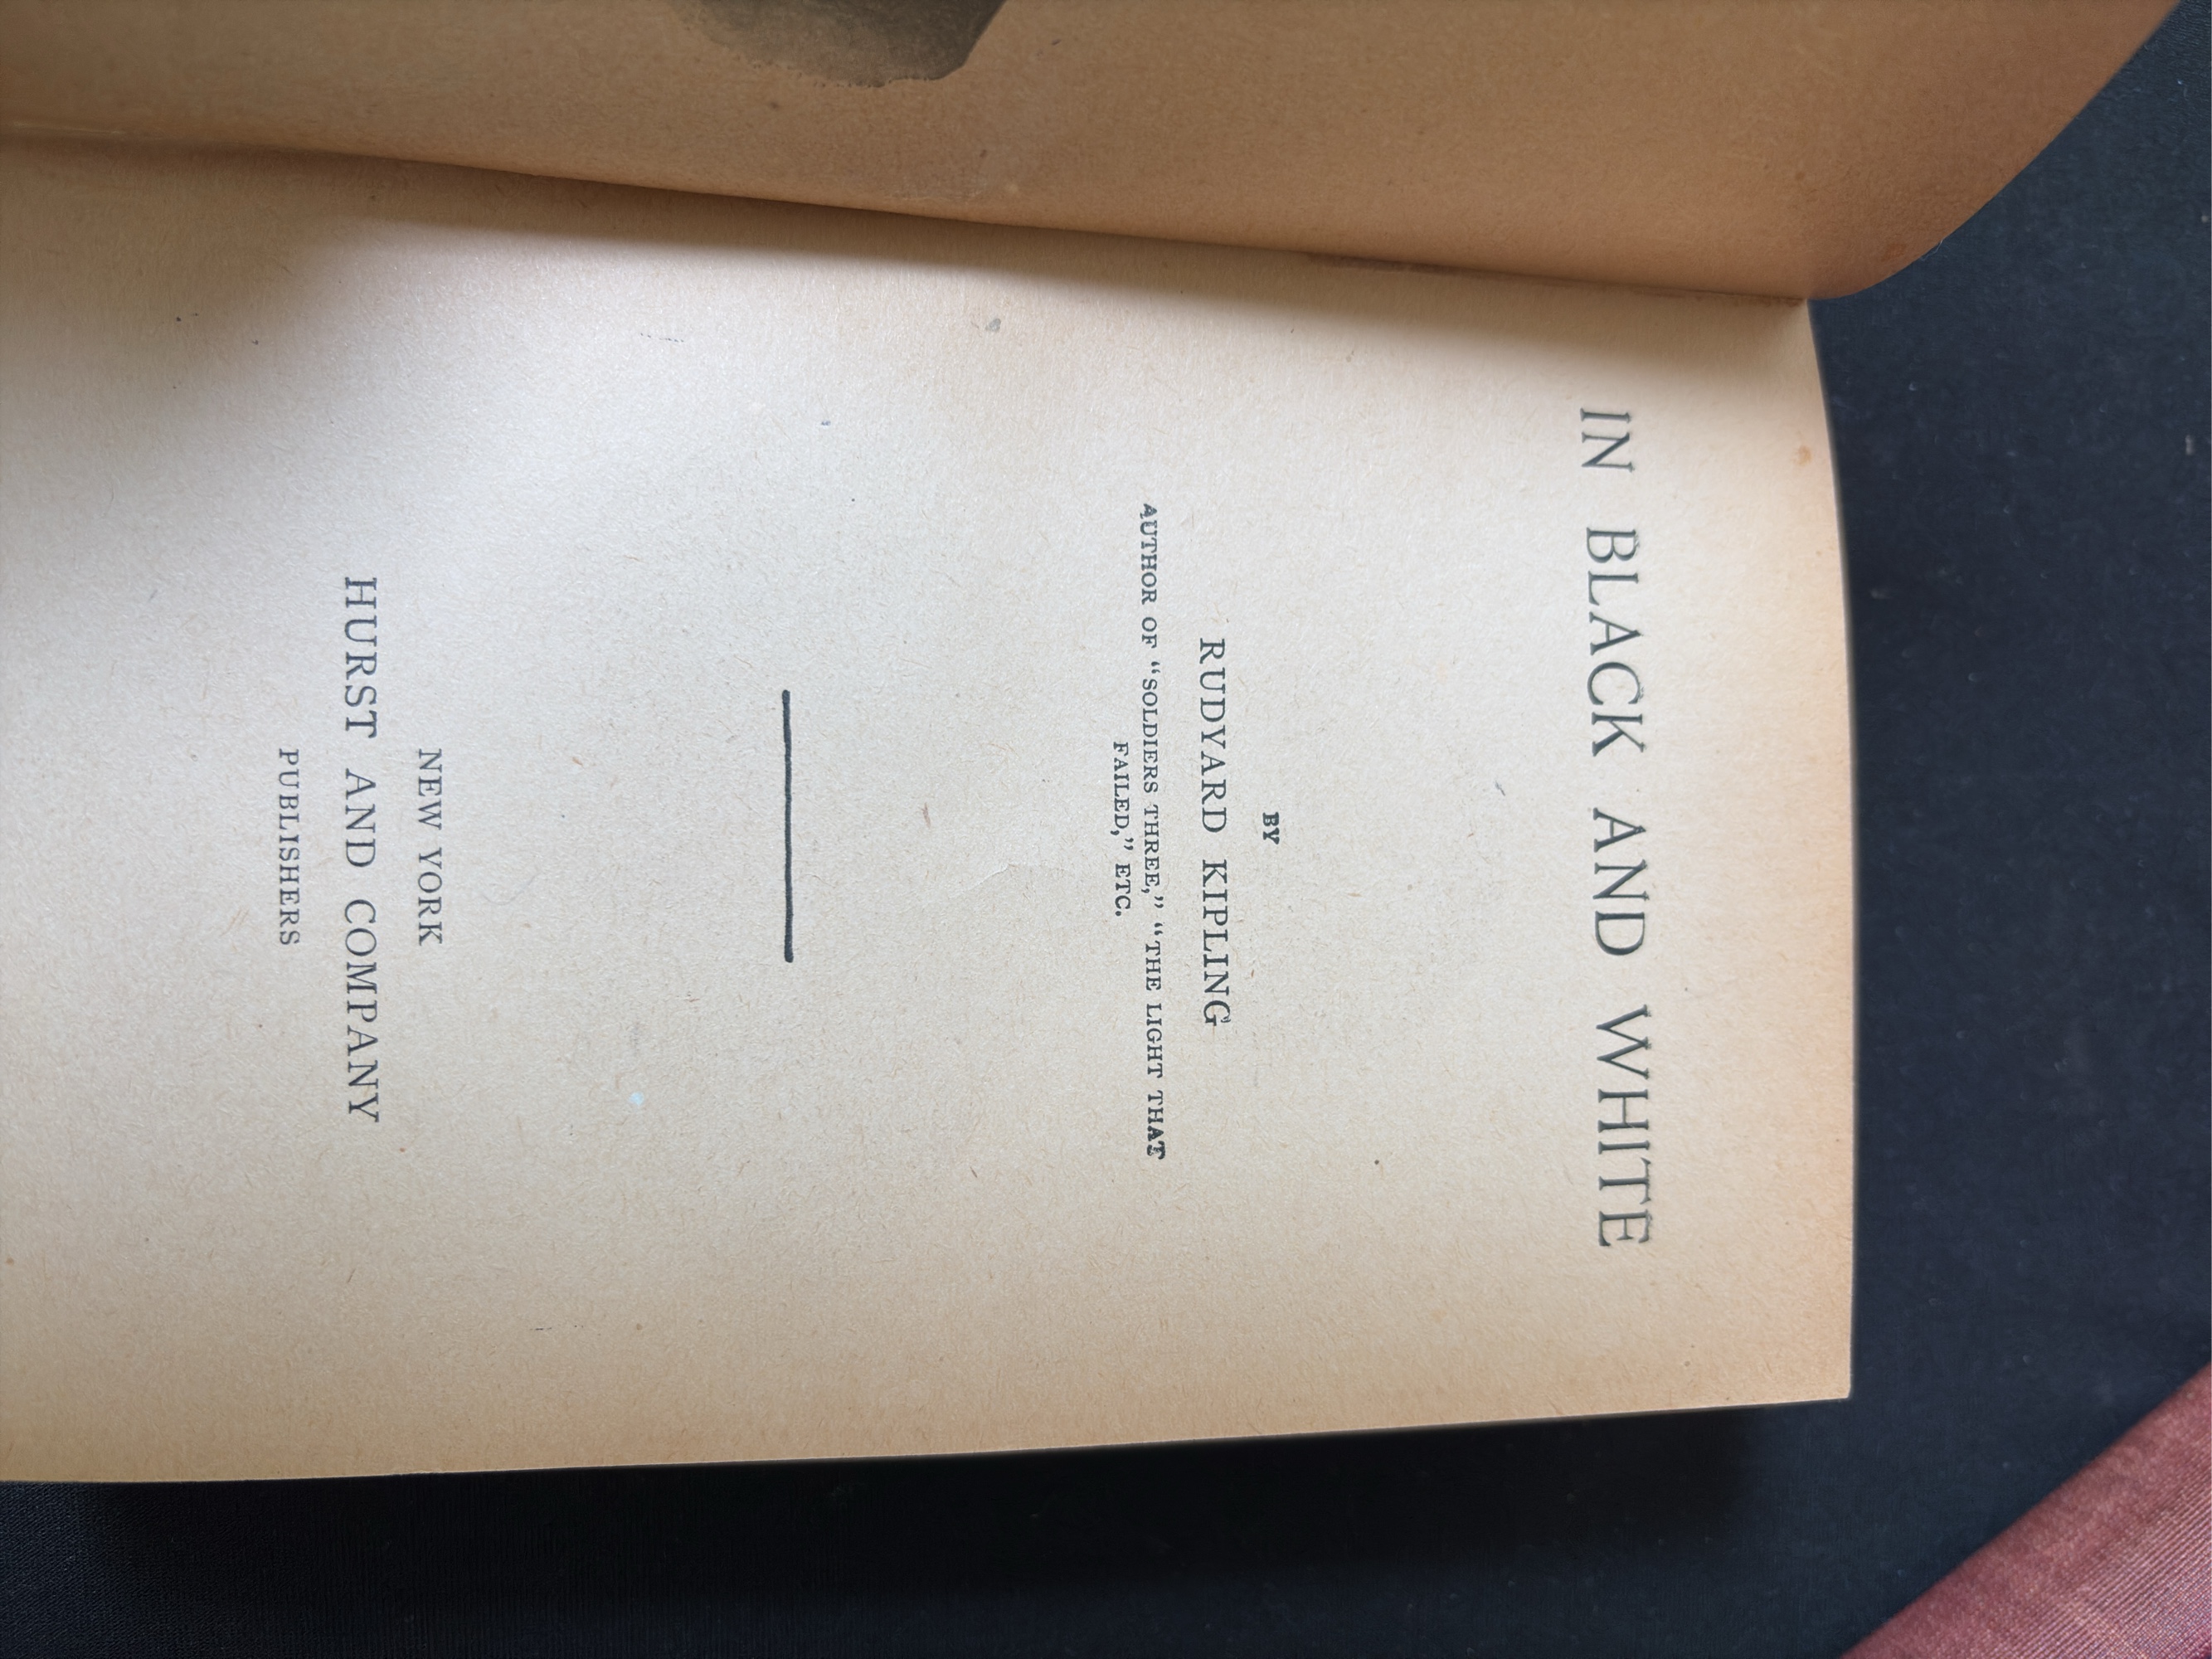 IN BLACK AND WHITE
BY
RUDYARD KIPLING
AUTHOR OF “SOLDIERS THREE,” “THE LIGHT THAT
FAILED,” ETC.
NEW YORK
HURST AND COMPANY
PUBLISHERS